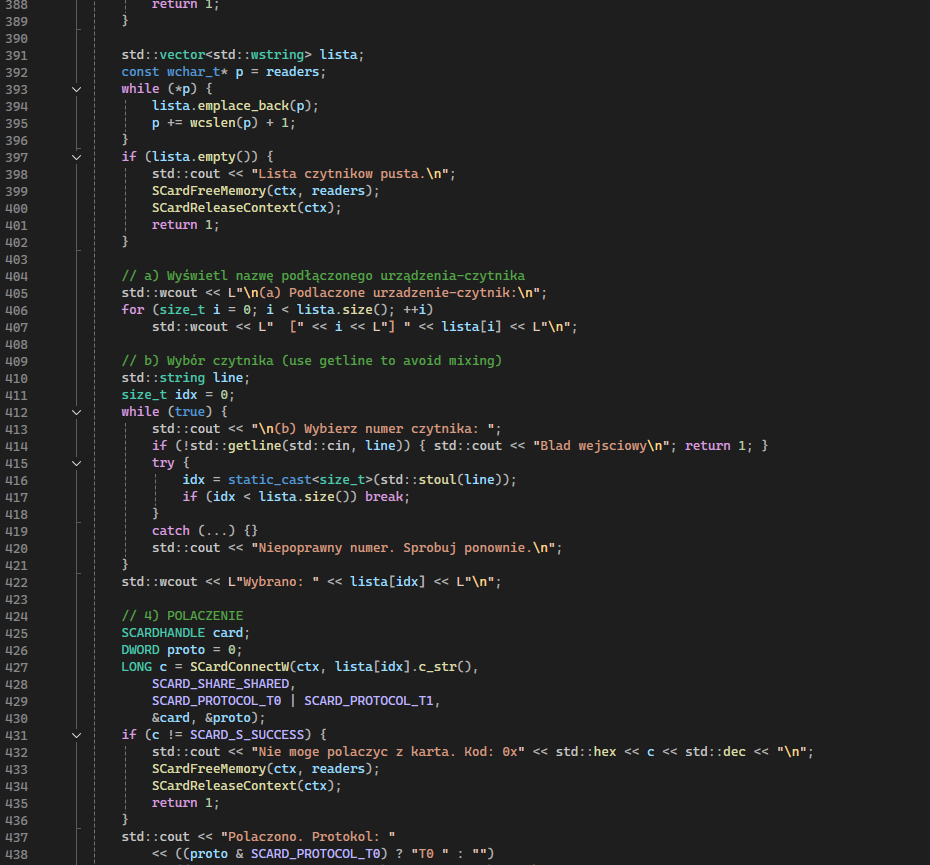 388 return 1;
389 }
390
391 std::vector<std::wstring> lista;
392 const wchar_t* p = readers;
393 while (*p) {
394 lista.emplace_back(p);
395 p += wcslen(p) + 1;
396 }
397 if (lista.empty()) {
398 std::cout << "Lista czytnikow pusta.\n";
399 SCardFreeMemory(ctx, readers);
400 SCardReleaseContext(ctx);
401 return 1;
402 }
403
404 // a) Wyświetl nazwę podłączonego urządzenia-czytnika
405 std::wcout << L"\n(a) Podlaczone urzadzenie-czytnik:\n";
406 for (size_t i = 0; i < lista.size(); ++i)
407 std::wcout << L"  [" << i << L"] " << lista[i] << L"\n";
408
409 // b) Wybór czytnika (use getline to avoid mixing)
410 std::string line;
411 size_t idx = 0;
412 while (true) {
413 std::cout << "\n(b) Wybierz numer czytnika: ";
414 if (!std::getline(std::cin, line)) { std::cout << "Blad wejsciowy\n"; return 1; }
415 try {
416 idx = static_cast<size_t>(std::stoul(line));
417 if (idx < lista.size()) break;
418 }
419 catch (...) {}
420 std::cout << "Niepoprawny numer. Sprobuj ponownie.\n";
421 }
422 std::wcout << L"Wybrano: " << lista[idx] << L"\n";
423
424 // 4) POLACZENIE
425 SCARDHANDLE card;
426 DWORD proto = 0;
427 LONG c = SCardConnectW(ctx, lista[idx].c_str(),
428 SCARD_SHARE_SHARED,
429 SCARD_PROTOCOL_T0 | SCARD_PROTOCOL_T1,
430 &card, &proto);
431 if (c != SCARD_S_SUCCESS) {
432 std::cout << "Nie moge polaczyc z karta. Kod: 0x" << std::hex << c << std::dec << "\n";
433 SCardFreeMemory(ctx, readers);
434 SCardReleaseContext(ctx);
435 return 1;
436 }
437 std::cout << "Polaczono. Protokol: "
438 << ((proto & SCARD_PROTOCOL_T0) ? "T0 " : "")